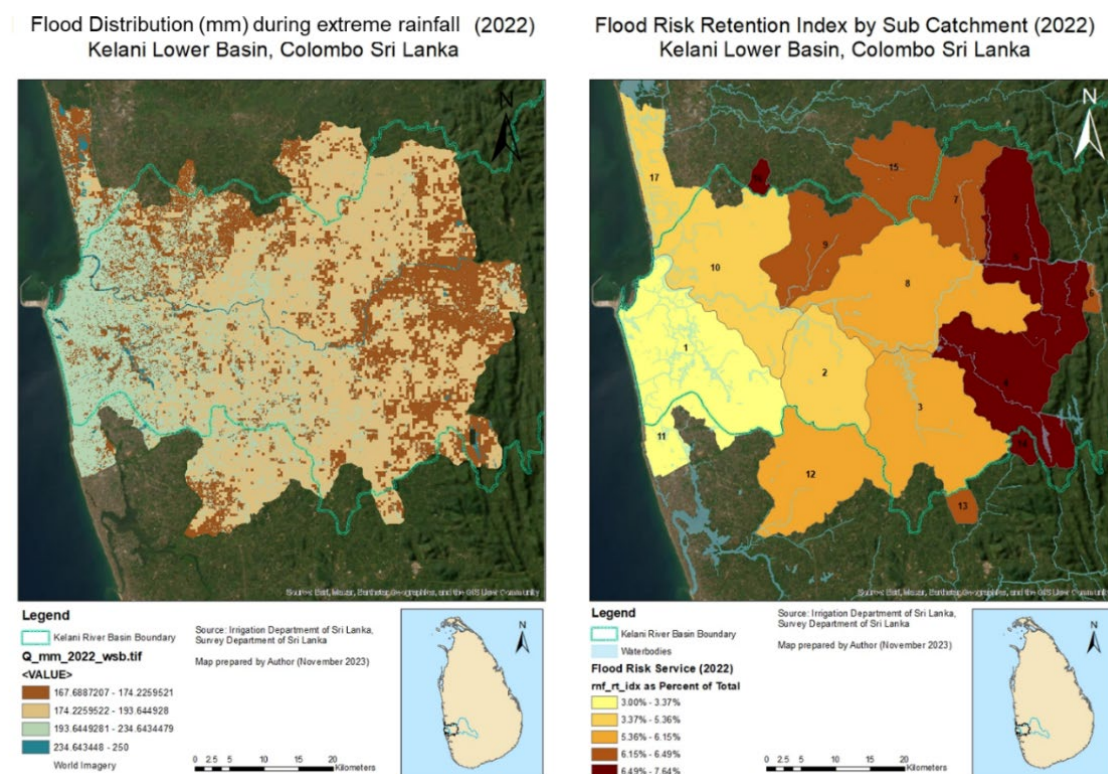 Flood Distribution (mm) during extreme rainfall (2022)
Kelani Lower Basin, Colombo Sri Lanka
N
Legend
Kelani River Basin Boundary
Q_mm_2022_wsb.tif
<VALUE>
167.6887207 - 174.2259521
174.2259522 - 193.644928
193.6449281 - 234.6434479
234.643448 - 250
World Imagery
Source: Irrigation Department of Sri Lanka,
Survey Department of Sri Lanka
Map prepared by Author (November 2023)
0 2.5 5 10 15 20
Kilometers
N
Flood Risk Retention Index by Sub Catchment (2022)
Kelani Lower Basin, Colombo Sri Lanka
N
17
15
7
9
10
8
1
2
3
11
12
13
Legend
Kelani River Basin Boundary
Waterbodies
Flood Risk Service (2022)
rnf_rt_idx as Percent of Total
3.00% - 3.37%
3.37% - 5.36%
5.36% - 6.15%
6.15% - 6.49%
6.49% - 7.64%
Source: Irrigation Department of Sri Lanka,
Survey Department of Sri Lanka
Map prepared by Author (November 2023)
0 2.5 5 10 15 20
Kilometers
N